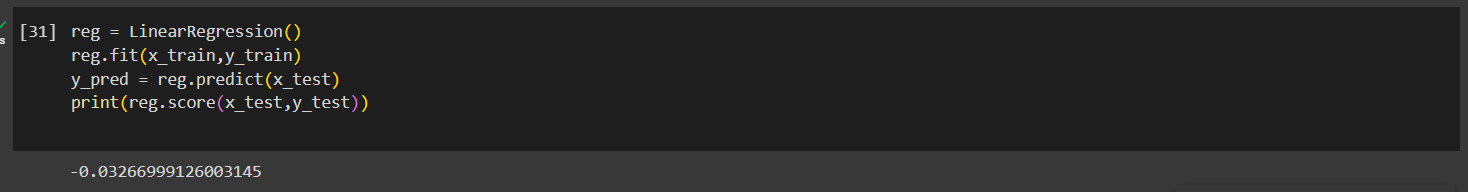 [31] reg = LinearRegression()
reg.fit(x_train,y_train)
y_pred = reg.predict(x_test)
print(reg.score(x_test,y_test))
s
-0.03266999126003145